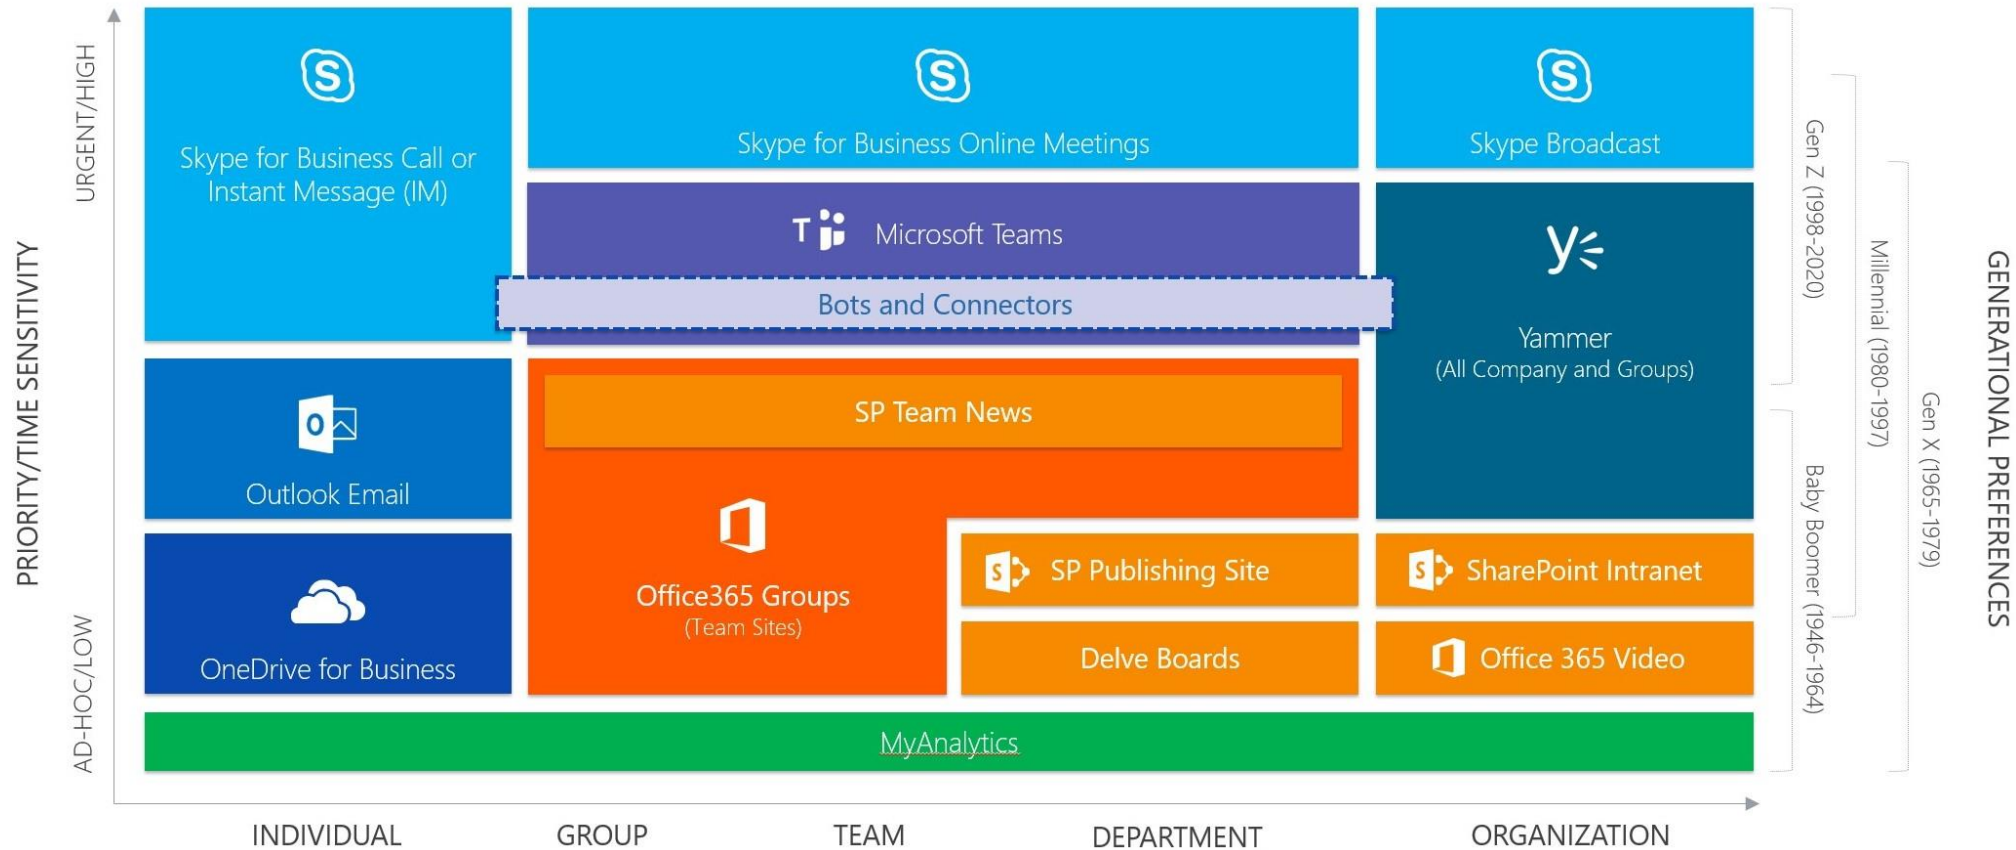 URGENT/HIGH
PRIORITY/TIME SENSITIVITY
AD-HOC/LOW
S
Skype for Business Call or
Instant Message (IM)
S
Skype for Business Online Meetings
S
Skype Broadcast
T Microsoft Teams
Bots and Connectors
y
Yammer
(All Company and Groups)
O
Outlook Email
SP Team News
Office365 Groups
(Team Sites)
S SP Publishing Site
S SharePoint Intranet
OneDrive for Business
Delve Boards
Office 365 Video
MyAnalytics
INDIVIDUAL
GROUP
TEAM
DEPARTMENT
ORGANIZATION
Gen Z (1998-2020)
Baby Boomer (1946-1964)
Millennial (1980-1997)
Gen X (1965-1979)
GENERATIONAL PREFERENCES